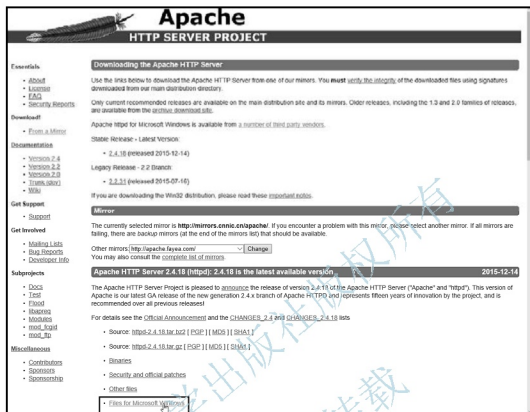 Apache
HTTP SERVER PROJECT
Essentials
About
License
FAQ
Security Reports
Download!
From a Mirror
Documentation
Version 2.4
Version 2.2
Version 2.0
Trunk (dev)
Wiki
Get Support
Support
Get Involved
Mailing Lists
Bug Reports
Developer Info
Subprojects
Docs
Test
Flood
libapreq
Modules
mod_fcgid
mod_ftp
Miscellaneous
Contributors
Sponsors
Sponsorship
Downloading the Apache HTTP Server
Use the links below to download the Apache HTTP Server from one of our mirrors. You must verify the integrity of the downloaded files using signatures
downloaded from our main distribution directory.
Only current recommended releases are available on the main distribution site and its mirrors. Older releases, including the 1.3 and 2.0 families of releases,
are available from the archive download site.
Apache httpd for Microsoft Windows is available from a number of third party vendors.
Stable Release - Latest Version:
2.4.18 (released 2015-12-14)
Legacy Release - 2.2 Branch:
2.2.31 (released 2015-07-16)
If you are downloading the Win32 distribution, please read these important notes.
Mirror
The currently selected mirror is http://mirrors.cnnic.cn/apache/. If you encounter a problem with this mirror, please select another mirror. If all mirrors are
failing, there are backup mirrors (at the end of the mirrors list) that should be available.
Other mirrors: http://apache.fayea.com/ Change
You may also consult the complete list of mirrors.
Apache HTTP Server 2.4.18 (httpd): 2.4.18 is the latest available version 2015-12-14
The Apache HTTP Server Project is pleased to announce the release of version 2.4.18 of the Apache HTTP Server ("Apache" and "httpd"). This version of
Apache is our latest GA release of the new generation 2.4.x branch of Apache HTTPD and represents fifteen years of innovation by the project, and is
recommended over all previous releases!
For details see the Official Announcement and the CHANGES_2.4 and CHANGES_2.4.18 lists
Source: httpd-2.4.18.tar.bz2 [ PGP ] [ MD5 ] [ SHA1 ]
Source: httpd-2.4.18.tar.gz [ PGP ] [ MD5 ] [ SHA1 ]
Binaries
Security and official patches
Other files
Files for Microsoft Windows
学出版社版权所有